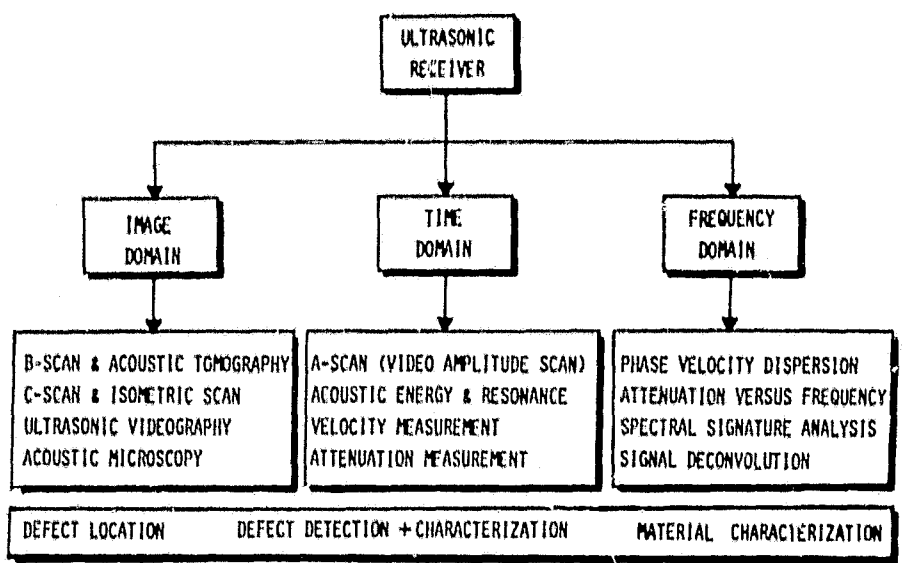 ULTRASONIC
RECEIVER
IMAGE
DOMAIN
TIME
DOMAIN
FREQUENCY
DOMAIN
B-SCAN & ACOUSTIC TOMOGRAPHY
C-SCAN & ISOMETRIC SCAN
ULTRASONIC VIDEOGRAPHY
ACOUSTIC MICROSCOPY
A-SCAN (VIDEO AMPLITUDE SCAN)
ACOUSTIC ENERGY & RESONANCE
VELOCITY MEASUREMENT
ATTENUATION MEASUREMENT
PHASE VELOCITY DISPERSION
ATTENUATION VERSUS FREQUENCY
SPECTRAL SIGNATURE ANALYSIS
SIGNAL DECONVOLUTION
DEFECT LOCATION DEFECT DETECTION + CHARACTERIZATION MATERIAL CHARACTERIZATION